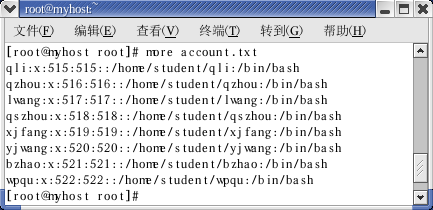 root@myhost:~
文件(F) 编辑(E) 查看(V) 终端(T) 转到(G) 帮助(H)
[root@myhost root]# more account.txt
qli:x:515:515::/home/student/qli:/bin/bash
qzhou:x:516:516::/home/student/qzhou:/bin/bash
lwang:x:517:517::/home/student/lwang:/bin/bash
qszhou:x:518:518::/home/student/qszhou:/bin/bash
xjfang:x:519:519::/home/student/xjfang:/bin/bash
yjwang:x:520:520::/home/student/yjwang:/bin/bash
bzhao:x:521:521::/home/student/bzhao:/bin/bash
wpqu:x:522:522::/home/student/wpqu:/bin/bash
[root@myhost root]#